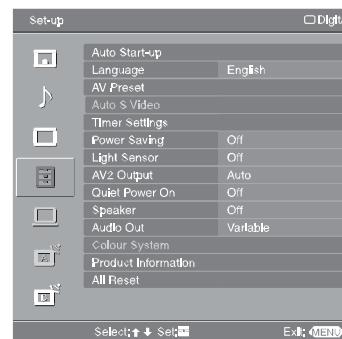 Set-up Digit
Auto Start-up
Language English
AV Preset
Auto S Video
Timer Settings
Power Saving Off
Light Sensor Off
AV2 Output Auto
Quiet Power On Off
Speaker Off
Audio Out Variable
Colour System
Product Information
All Reset
Select: Set: Exit: MENU